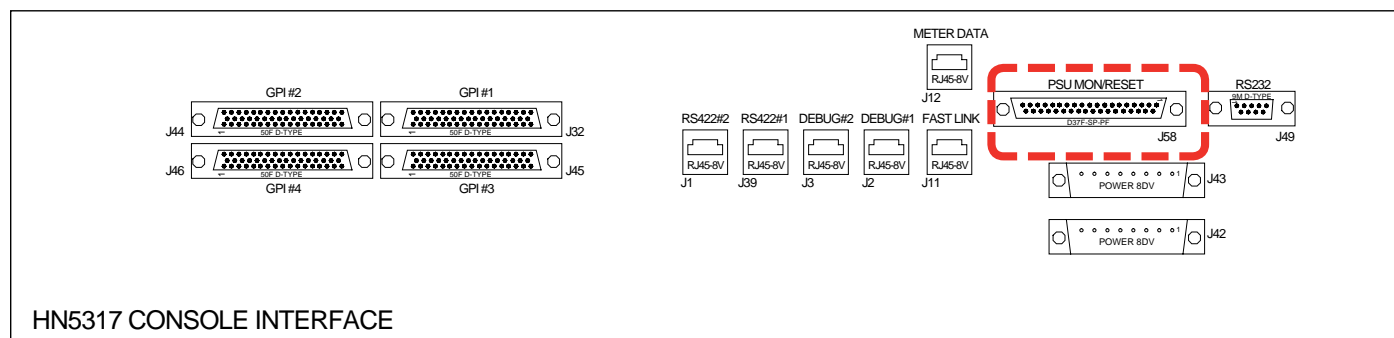 METER DATA
RJ45-8V
J12
PSU MON/RESET
D37F-SP-PF
J58
RS232
9M D-TYPE
J49
GPI #2
J44
50F D-TYPE
GPI #1
50F D-TYPE
J32
J46
50F D-TYPE
GPI #4
50F D-TYPE
J45
GPI #3
RS422#2
RJ45-8V
J1
RS422#1
RJ45-8V
J39
DEBUG#2
RJ45-8V
J3
DEBUG#1
RJ45-8V
J2
FAST LINK
RJ45-8V
J11
1
POWER 8DV
J43
1
POWER 8DV
J42
HN5317 CONSOLE INTERFACE